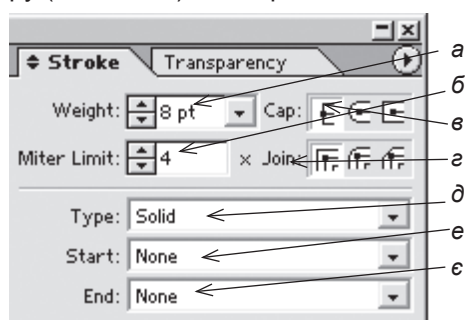 Stroke Transparency
а
Weight: 8 pt Cap:
б
в
Miter Limit: 4 × Join:
г
Type: Solid
д
Start: None
е
End: None
є